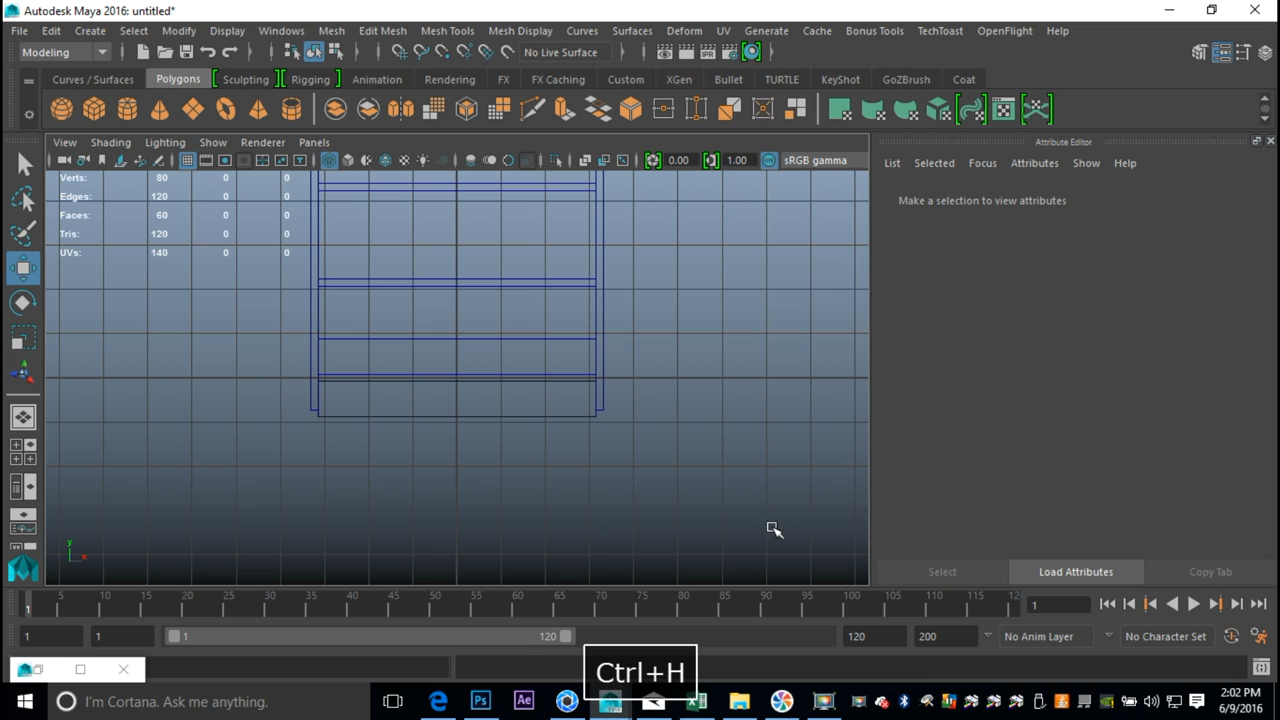 Autodesk Maya 2016: untitled*
File Edit Create Select Modify Display Windows Mesh Edit Mesh Mesh Tools Mesh Display Curves Surfaces Deform UV Generate Cache Bonus Tools TechToast OpenFlight Help
Modeling No Live Surface
Curves / Surfaces Polygons Sculpting Rigging Animation Rendering FX FX Caching Custom XGen Bullet TURTLE KeyShot GoZBrush Coat
View Shading Lighting Show Renderer Panels
Attribute Editor
List Selected Focus Attributes Show Help
0.00 1.00 sRGB gamma
Verts: 80 0 0
Edges: 120 0 0
Faces: 60 0 0
Tris: 120 0 0
UVs: 140 0 0
Make a selection to view attributes
y
x
Select Load Attributes Copy Tab
1 5 10 15 20 25 30 35 40 45 50 55 60 65 70 75 80 85 90 95 100 105 110 115 12
1
1 1 1 120 120 200 No Anim Layer No Character Set
Ctrl+H
I'm Cortana. Ask me anything.
Ps Ae
2:02 PM
6/9/2016